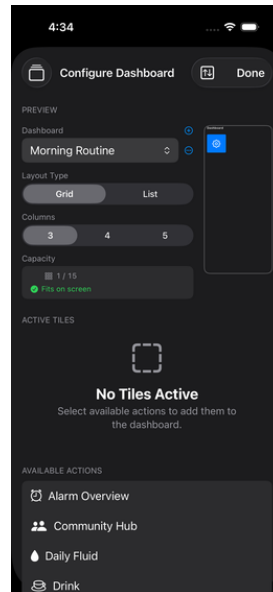 4:34
Configure Dashboard
Done
PREVIEW
Dashboard
Morning Routine
Dashboard
Layout Type
Grid
List
Columns
3
4
5
Capacity
1 / 15
Fits on screen
ACTIVE TILES
No Tiles Active
Select available actions to add them to
the dashboard.
AVAILABLE ACTIONS
Alarm Overview
Community Hub
Daily Fluid
Drink